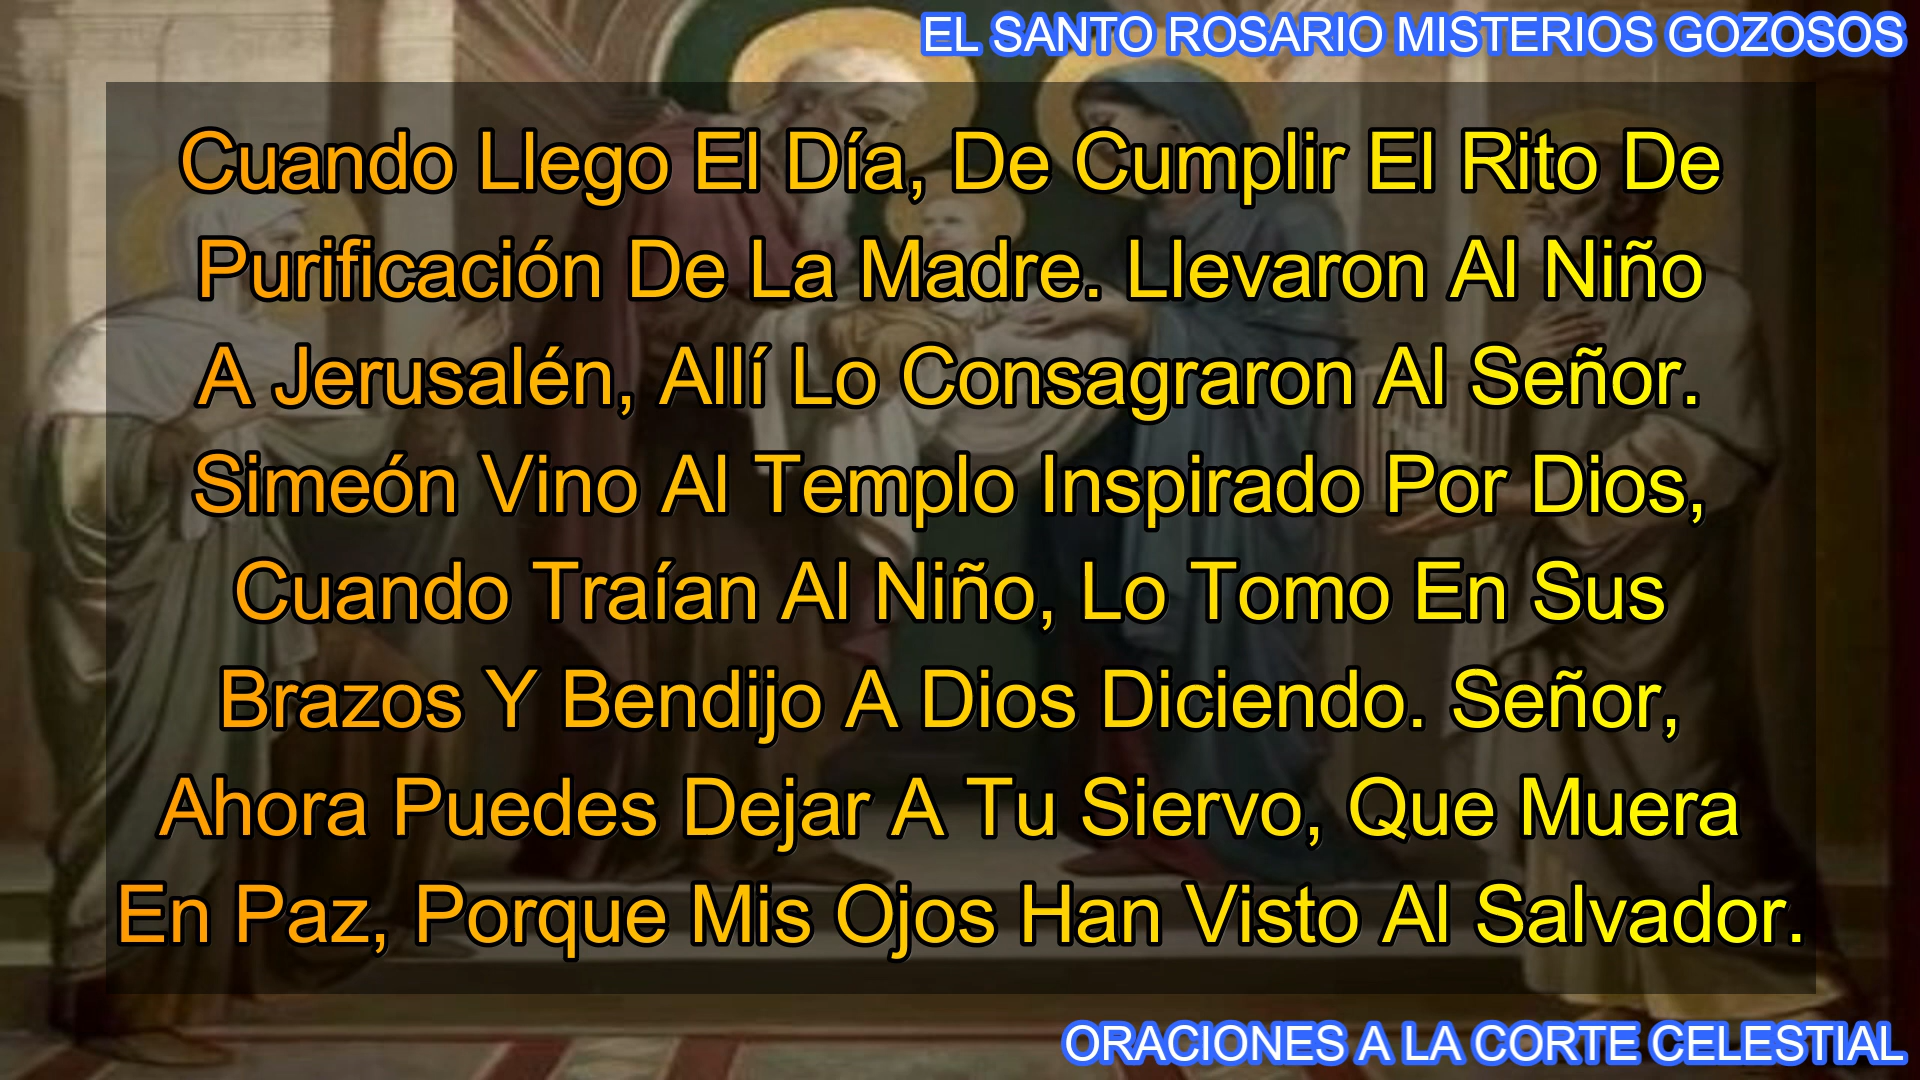 EL SANTO ROSARIO MISTERIOS GOZOSOS
Cuando Llego El Día, De Cumplir El Rito De
Purificación De La Madre. Llevaron Al Niño
A Jerusalén, Allí Lo Consagraron Al Señor.
Simeón Vino Al Templo Inspirado Por Dios,
Cuando Traían Al Niño, Lo Tomo En Sus
Brazos Y Bendijo A Dios Diciendo. Señor,
Ahora Puedes Dejar A Tu Siervo, Que Muera
En Paz, Porque Mis Ojos Han Visto Al Salvador.
ORACIONES A LA CORTE CELESTIAL